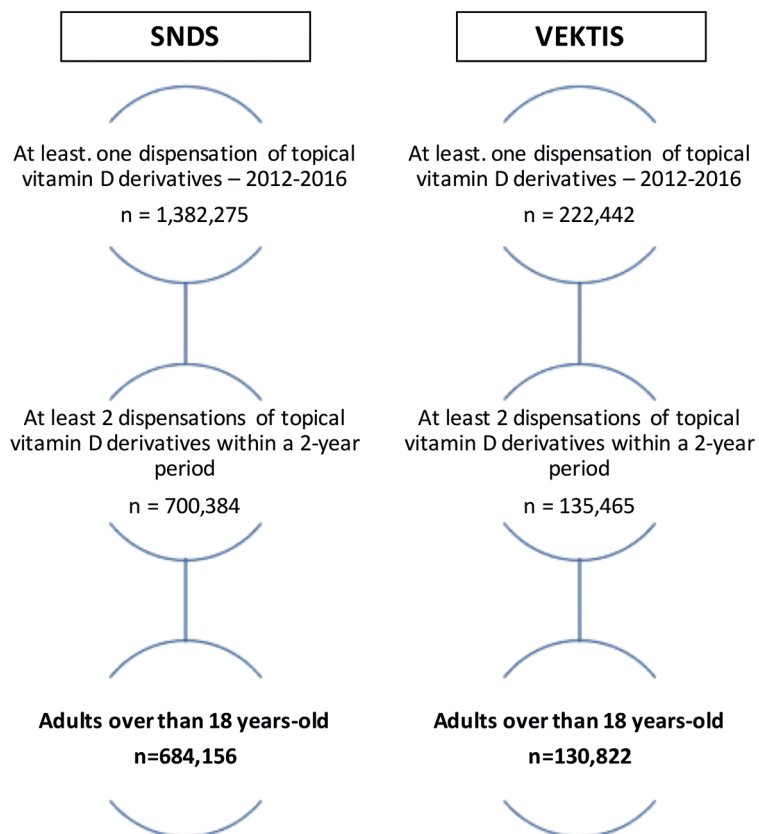 SNDS
At least. one dispensation of topical
vitamin D derivatives – 2012-2016
n = 1,382,275
At least 2 dispensations of topical
vitamin D derivatives within a 2-year
period
n = 700,384
Adults over than 18 years-old
n=684,156
VEKTIS
At least. one dispensation of topical
vitamin D derivatives – 2012-2016
n = 222,442
At least 2 dispensations of topical
vitamin D derivatives within a 2-year
period
n = 135,465
Adults over than 18 years-old
n=130,822